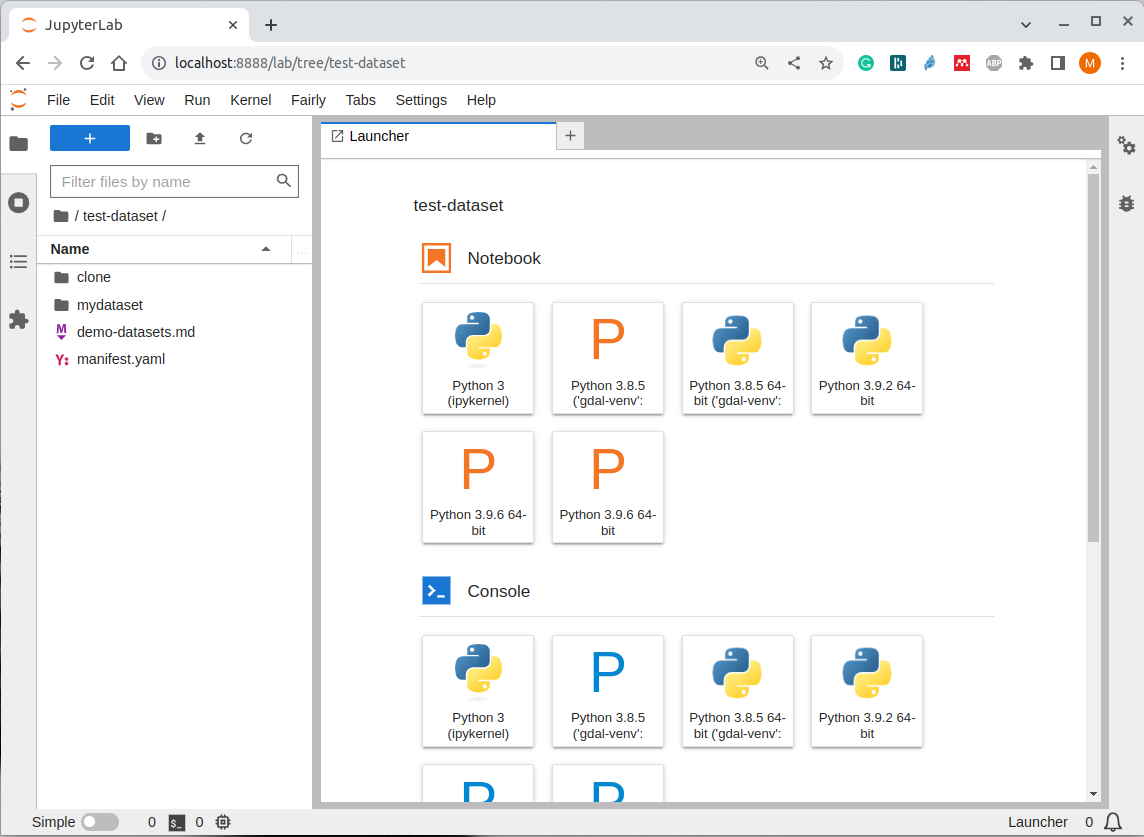 JupyterLab
localhost:8888/lab/tree/test-dataset
G
ABP
M
File Edit View Run Kernel Fairly Tabs Settings Help
+
Launcher
Filter files by name
/ test-dataset /
Name
...
clone
mydataset
M demo-datasets.md
Y: manifest.yaml
test-dataset
Notebook
Python 3
(ipykernel)
P
Python 3.8.5
('gdal-venv':
Python 3.8.5 64-
bit ('gdal-venv':
Python 3.9.2 64-
bit
P
Python 3.9.6 64-
bit
P
Python 3.9.6 64-
bit
Console
Python 3
(ipykernel)
P
Python 3.8.5
('gdal-venv':
Python 3.8.5 64-
bit ('gdal-venv':
Python 3.9.2 64-
bit
P
P
Simple 0 $_ 0 Launcher 0